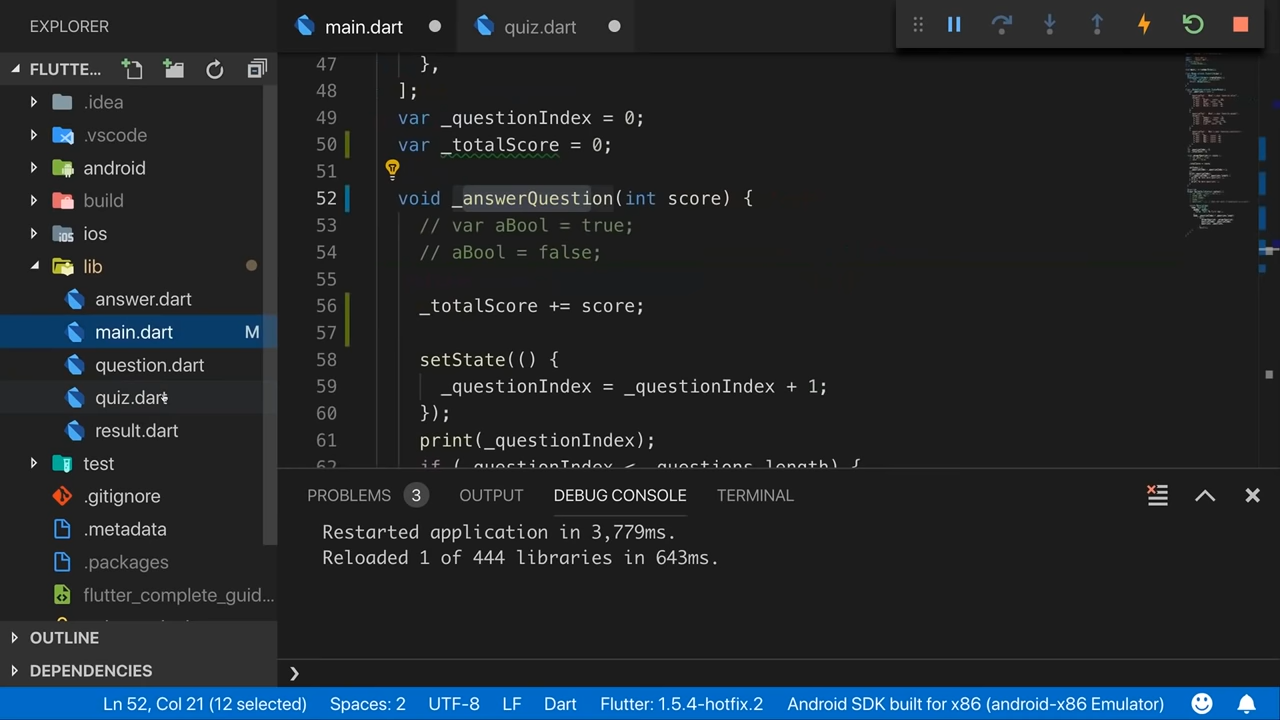 EXPLORER
main.dart
quiz.dart
FLUTTE...
.idea
.vscode
android
build
ios
lib
answer.dart
main.dart
M
question.dart
quiz.dart
result.dart
test
.gitignore
.metadata
.packages
flutter_complete_guid...
OUTLINE
DEPENDENCIES
47 },
48 ];
49 var _questionIndex = 0;
50 var _totalScore = 0;
51
52 void _answerQuestion(int score) {
53 // var aBool = true;
54 // aBool = false;
55
56 _totalScore += score;
57
58 setState(() {
59 _questionIndex = _questionIndex + 1;
60 });
61 print(_questionIndex);
62 if (_questionIndex < _questions.length) {
PROBLEMS 3 OUTPUT DEBUG CONSOLE TERMINAL
Restarted application in 3,779ms.
Reloaded 1 of 444 libraries in 643ms.
Ln 52, Col 21 (12 selected) Spaces: 2 UTF-8 LF Dart Flutter: 1.5.4-hotfix.2 Android SDK built for x86 (android-x86 Emulator)